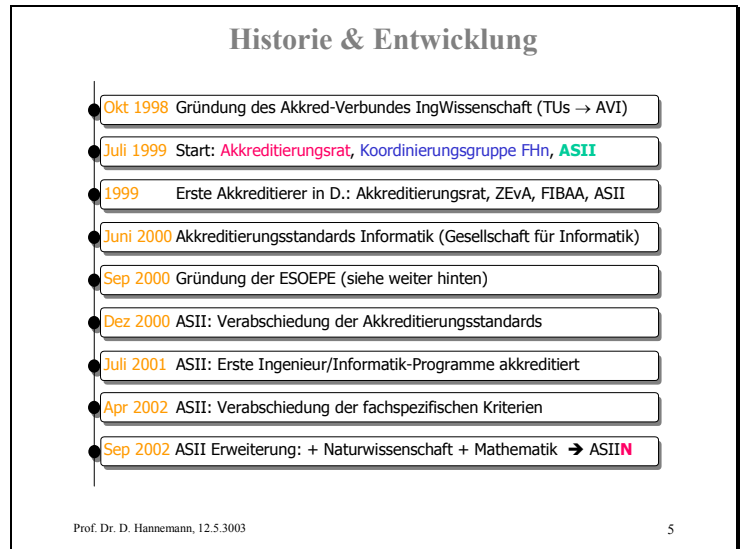 Historie & Entwicklung
Okt 1998 Gründung des Akkred-Verbundes IngWissenschaft (TUs → AVI)
Juli 1999 Start: Akkreditierungsrat, Koordinierungsgruppe FHn, ASII
1999 Erste Akkreditierer in D.: Akkreditierungsrat, ZEvA, FIBAA, ASII
Juni 2000 Akkreditierungsstandards Informatik (Gesellschaft für Informatik)
Sep 2000 Gründung der ESOEPE (siehe weiter hinten)
Dez 2000 ASII: Verabschiedung der Akkreditierungsstandards
Juli 2001 ASII: Erste Ingenieur/Informatik-Programme akkreditiert
Apr 2002 ASII: Verabschiedung der fachspezifischen Kriterien
Sep 2002 ASII Erweiterung: + Naturwissenschaft + Mathematik ➔ ASIIN
Prof. Dr. D. Hannemann, 12.5.3003 5